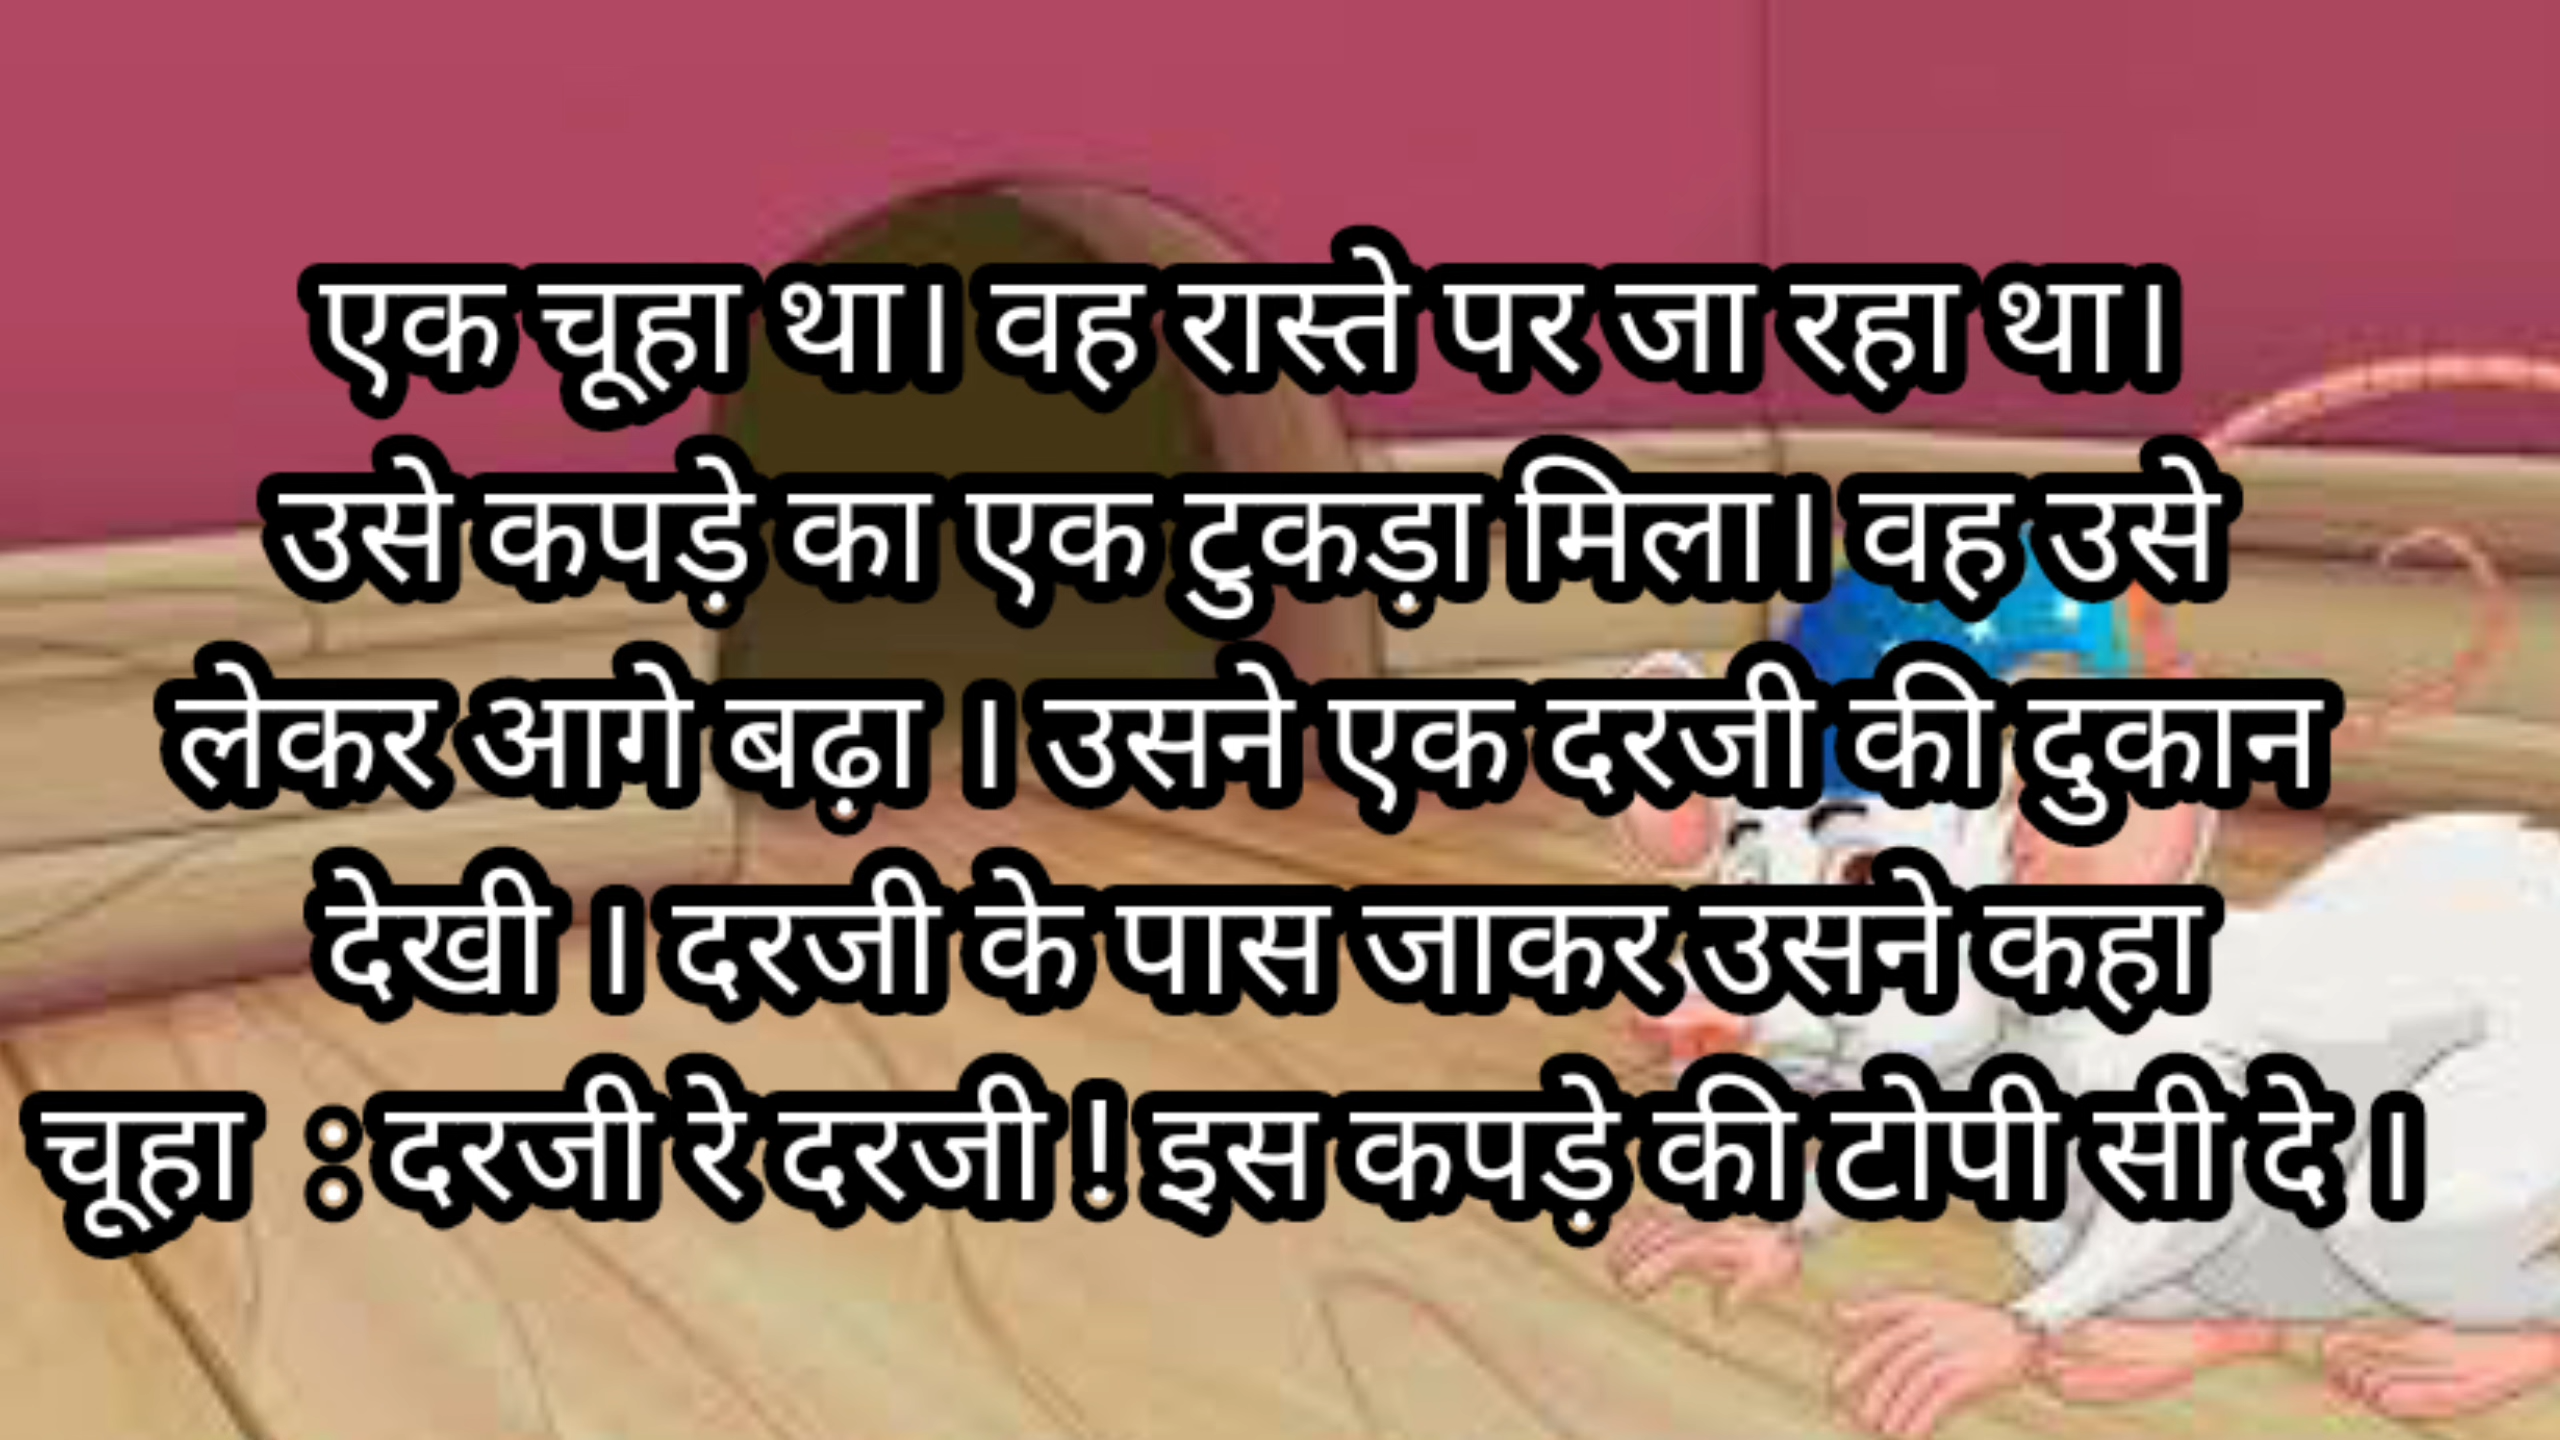 एक चूहा था। वह रास्ते पर जा रहा था।
उसे कपड़े का एक टुकड़ा मिला। वह उसे
लेकर आगे बढ़ा । उसने एक दरजी की दुकान
देखी । दरजी के पास जाकर उसने कहा
चूहा : दरजी रे दरजी ! इस कपड़े की टोपी सी दे ।